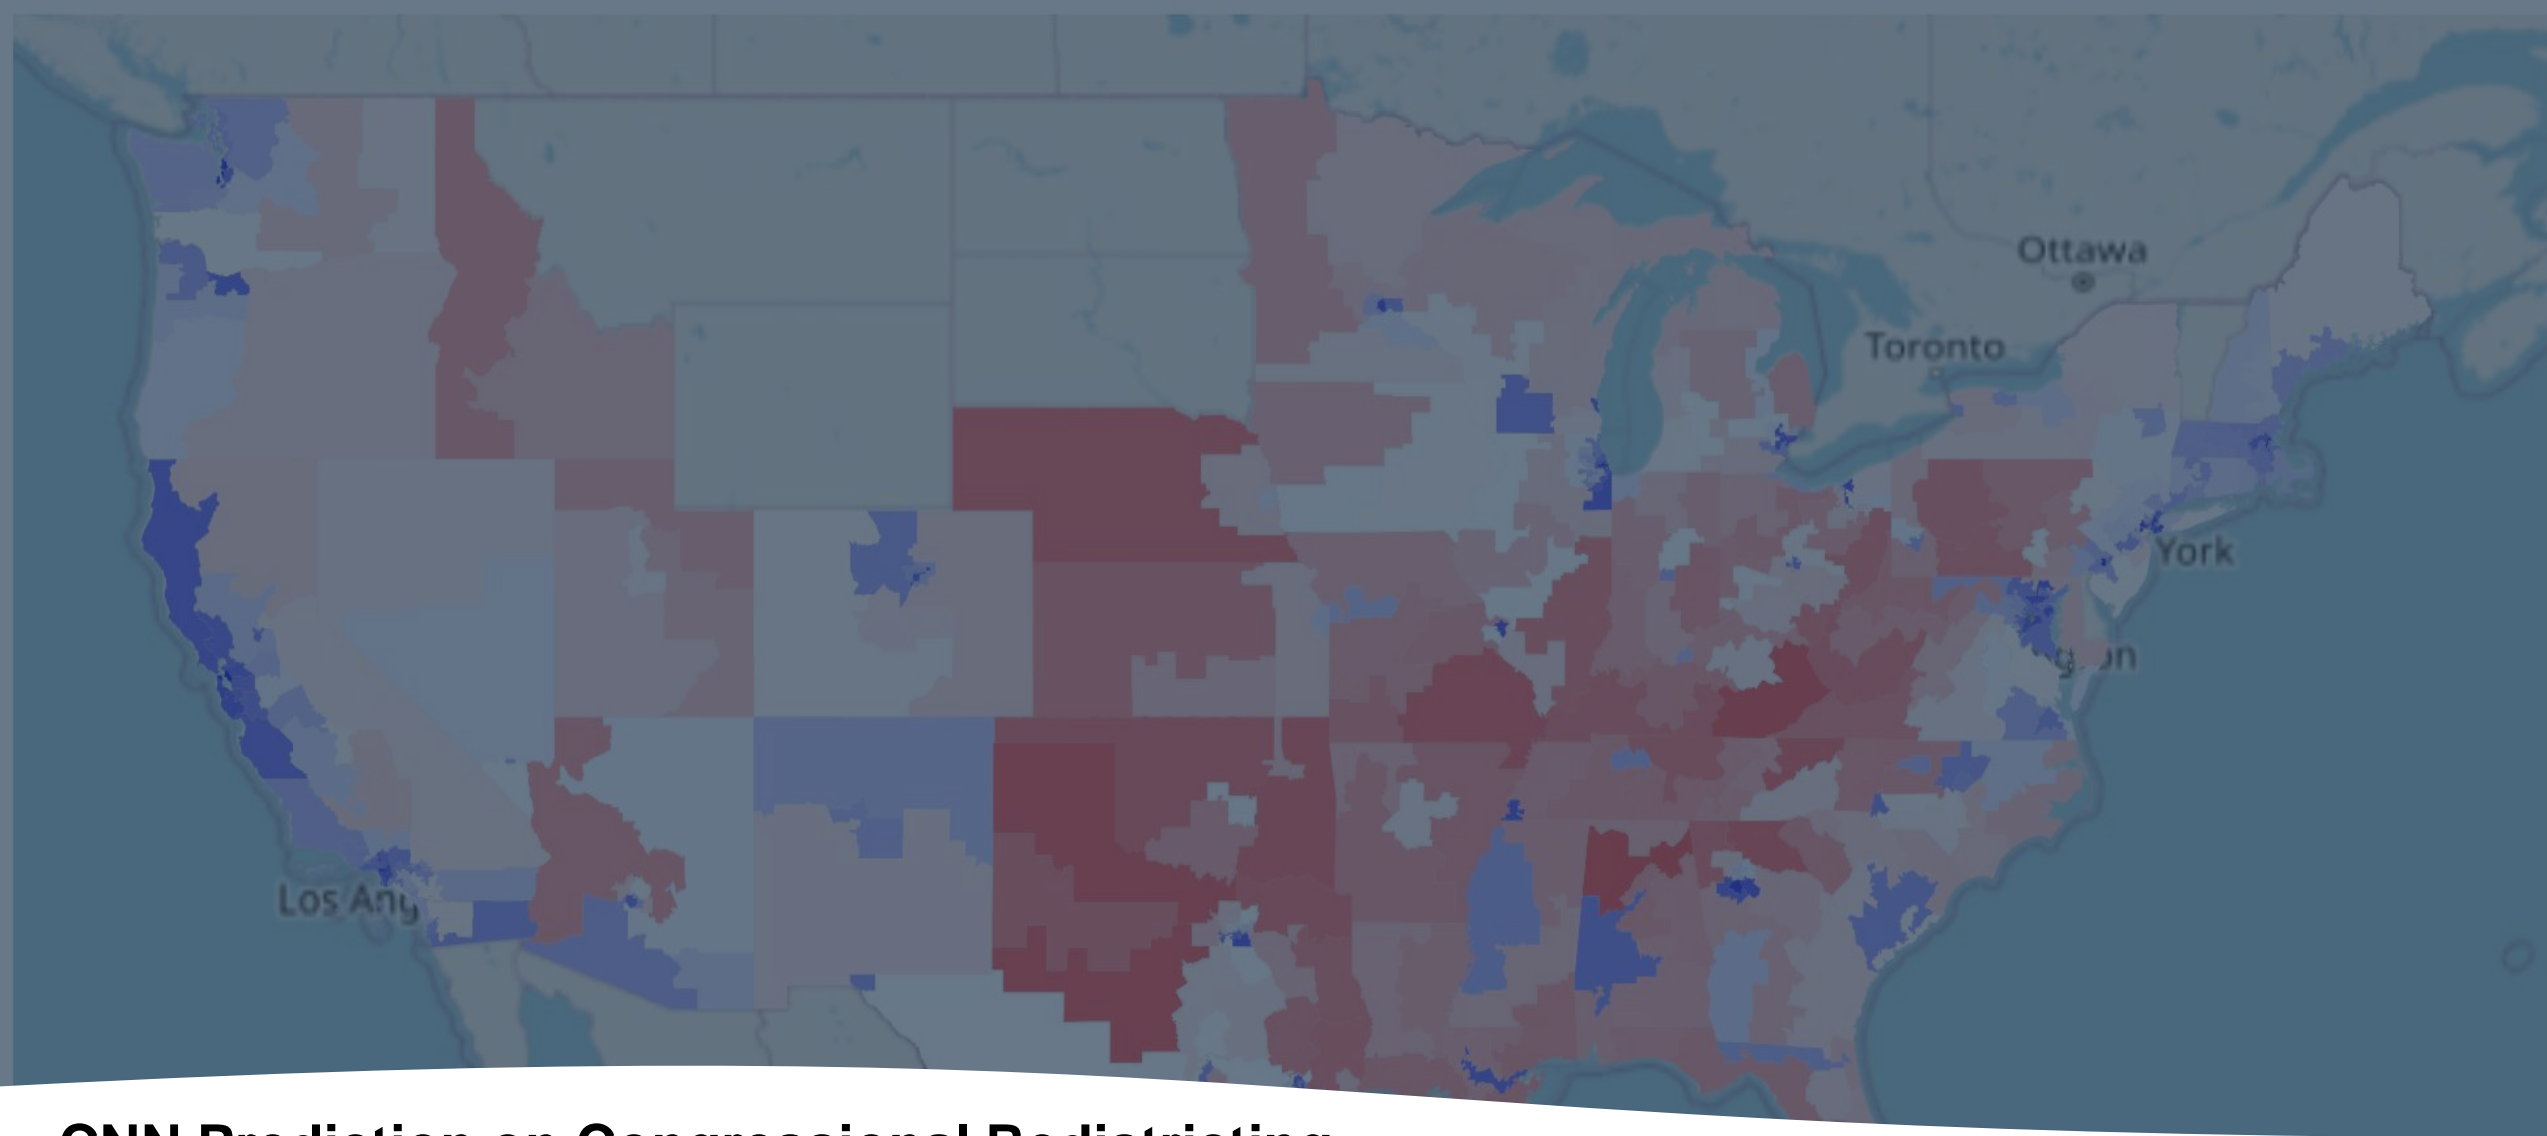 Ottawa
Toronto
York
Los Ang
CNN Prediction on Congressional Redistricting